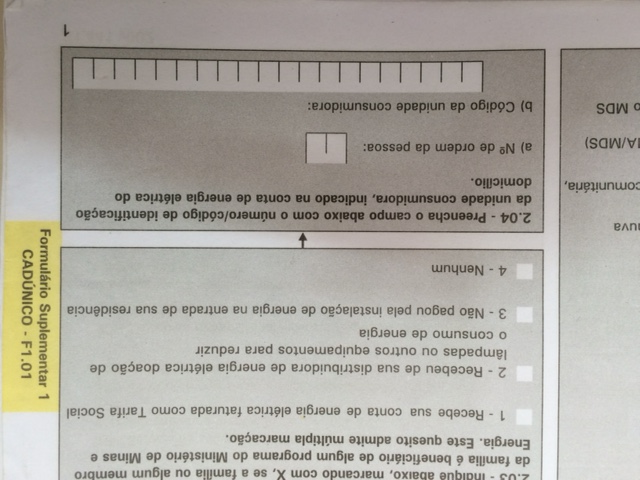 2.03 - Indique abaixo, marcando com X, se a família ou algum membro
da família é beneficiário de algum programa do Ministério de Minas e
Energia. Este quesito admite múltipla marcação.
1 - Recebe sua conta de energia elétrica faturada como Tarifa Social
2 - Recebeu de sua distribuidora de energia elétrica doação de
lâmpadas ou outros equipamentos para reduzir
o consumo de energia
3 - Não pagou pela instalação de energia na entrada de sua residência
4 - Nenhum
2.04 - Preencha o campo abaixo com o número/código de identificação
da unidade consumidora, indicado na conta de energia elétrica do
domicílio.
a) Nº de ordem da pessoa:
b) Código da unidade consumidora:
1
Formulário Suplementar 1
CADÚNICO - F1.01
comunitária,
/MDS)
o MDS